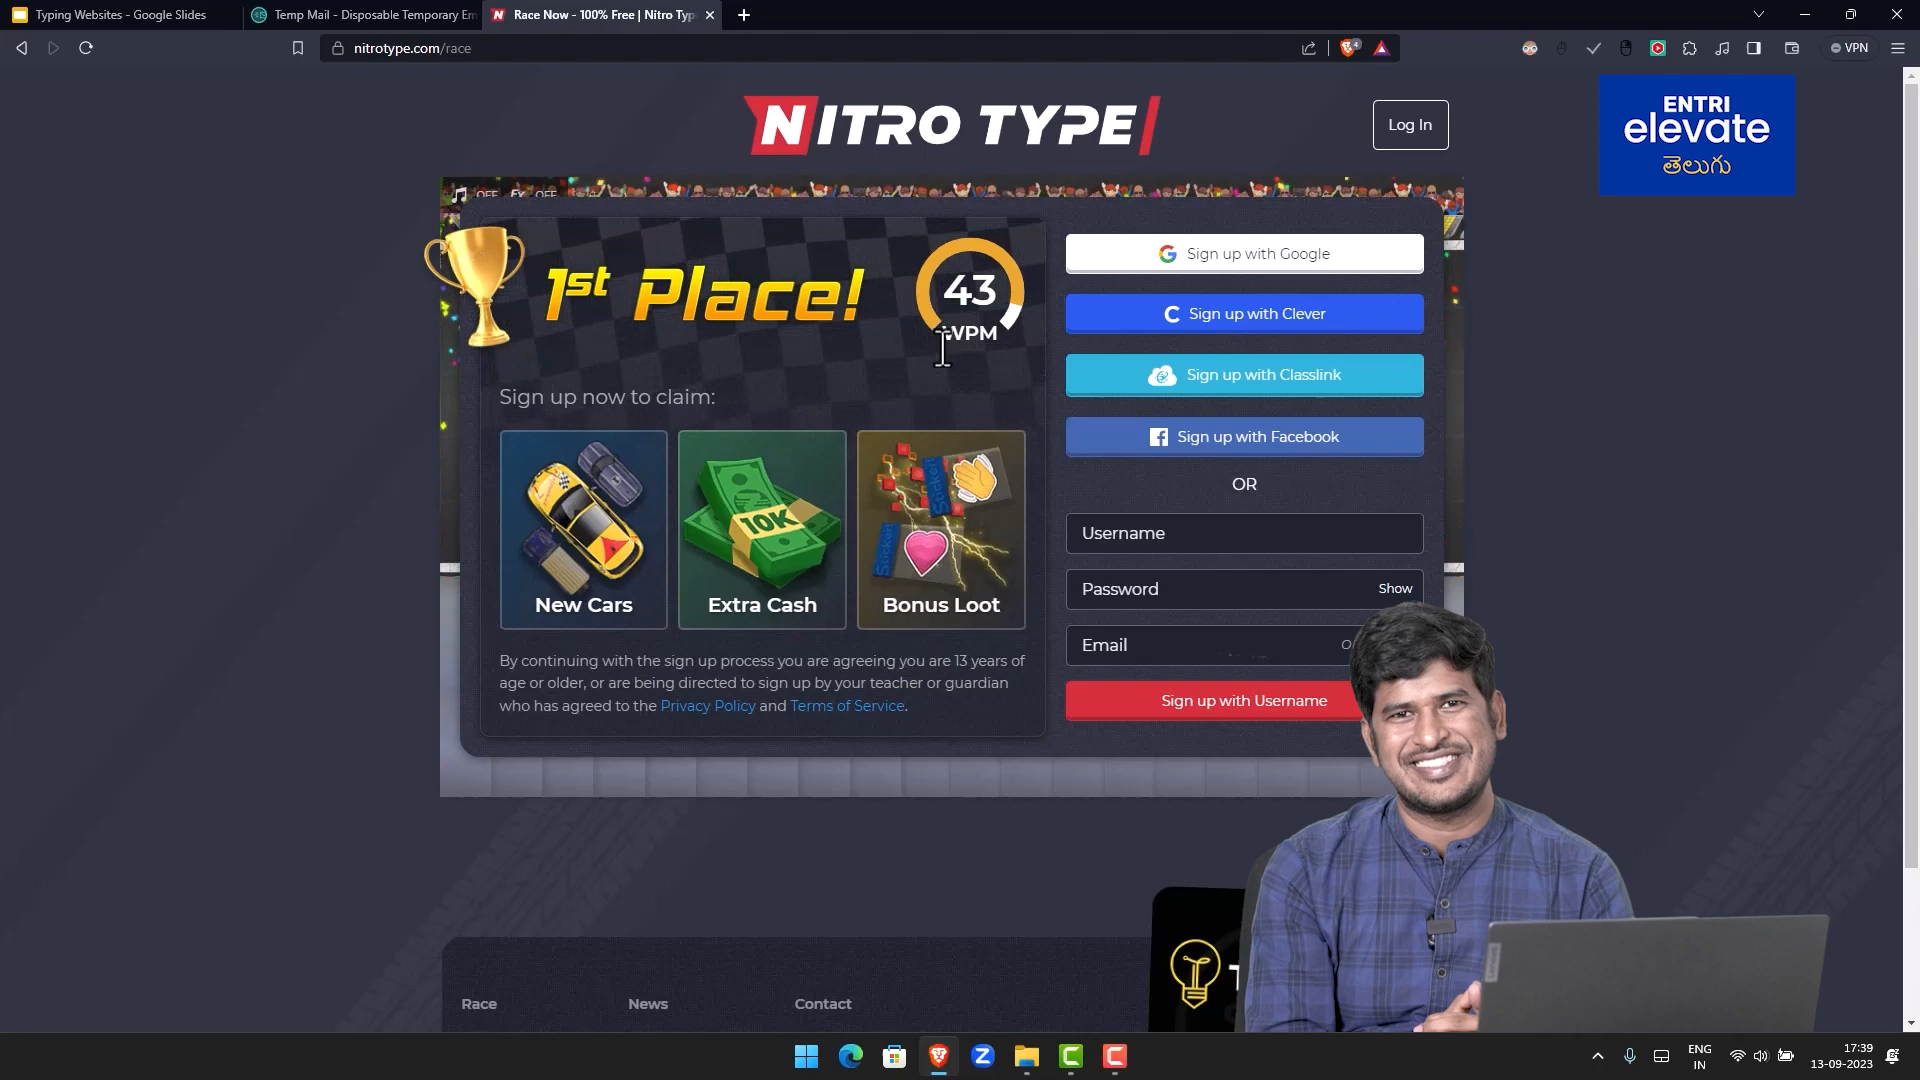 Typing Websites - Google Slides
Temp Mail - Disposable Temporary Em
Race Now - 100% Free | Nitro Typ
nitrotype.com/race
4
VPN
NITRO TYPE
Log In
ENTRI
elevate
తెలుగు
OFF
OFF
1st Place!
43
WPM
Sign up now to claim:
10K
Sticker
Sticker
New Cars
Extra Cash
Bonus Loot
By continuing with the sign up process you are agreeing you are 13 years of
age or older, or are being directed to sign up by your teacher or guardian
who has agreed to the Privacy Policy and Terms of Service.
Sign up with Google
Sign up with Clever
Sign up with Classlink
Sign up with Facebook
OR
Username
Password
Show
Email
Sign up with Username
Race
News
Contact
ENG
IN
17:39
13-09-2023